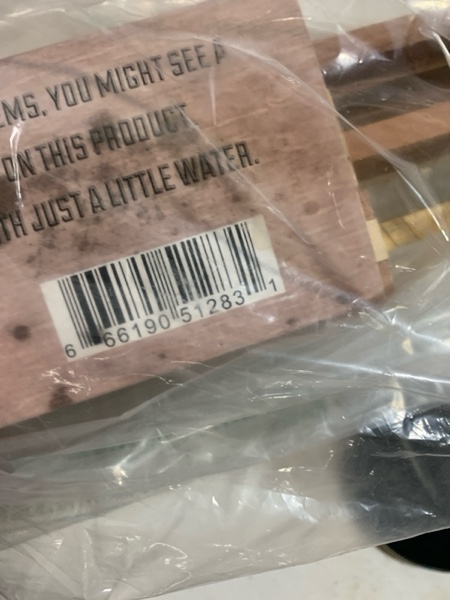 EMS, YOU MIGHT SEE A
ON THIS PRODUCT
TH JUST A LITTLE WATER.
6 66190 51283 1